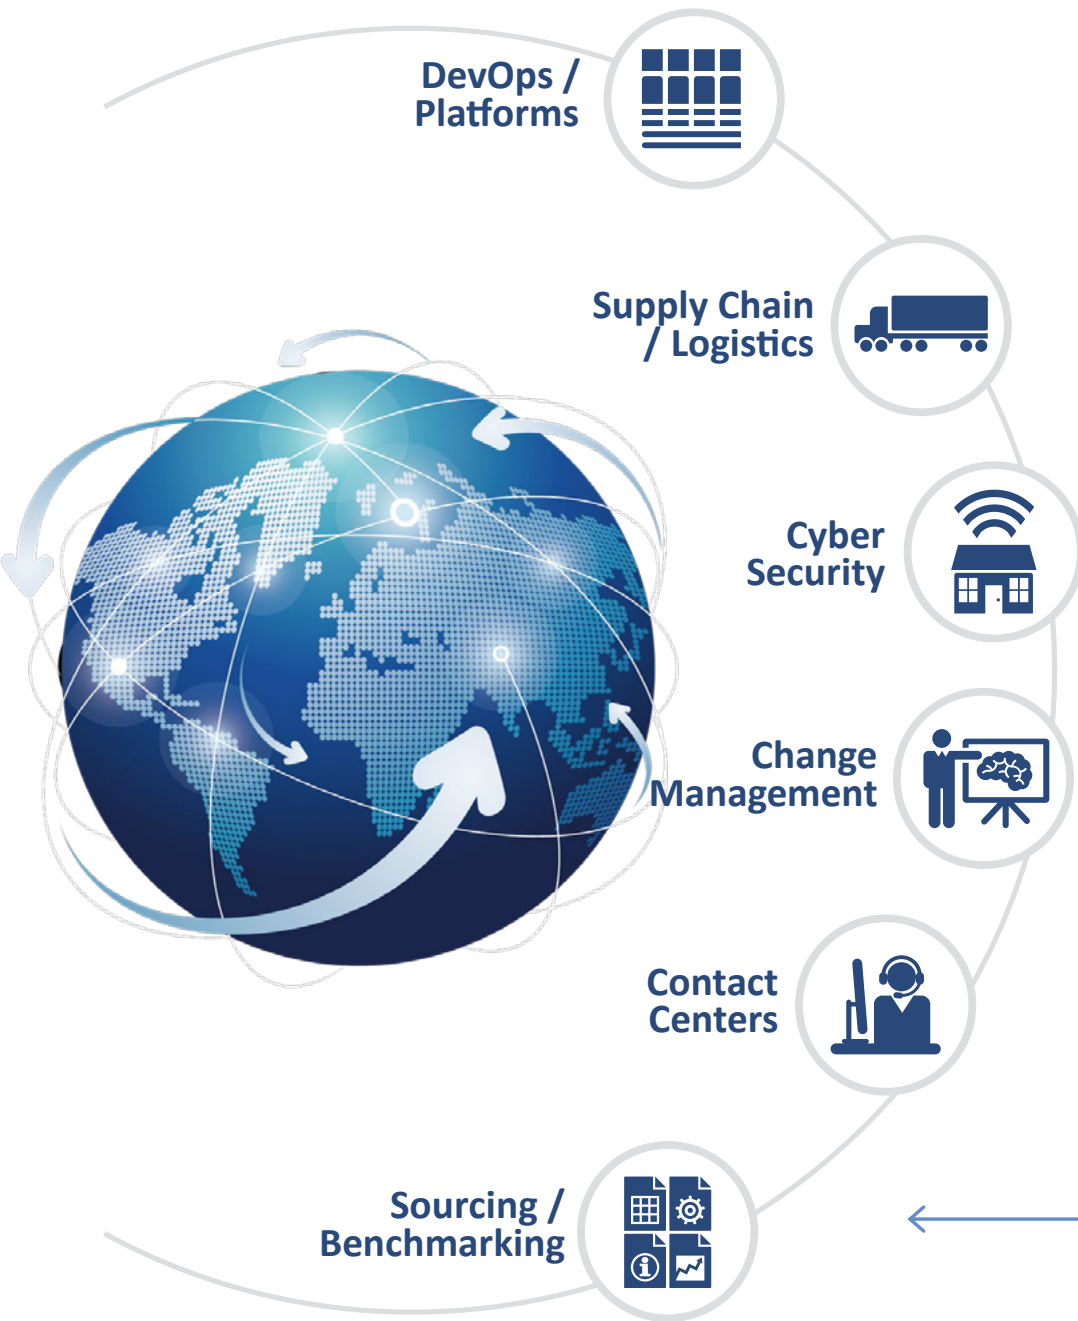 DevOps /
Platforms
Supply Chain
/ Logistics
Cyber
Security
Change
Management
Contact
Centers
Sourcing /
Benchmarking